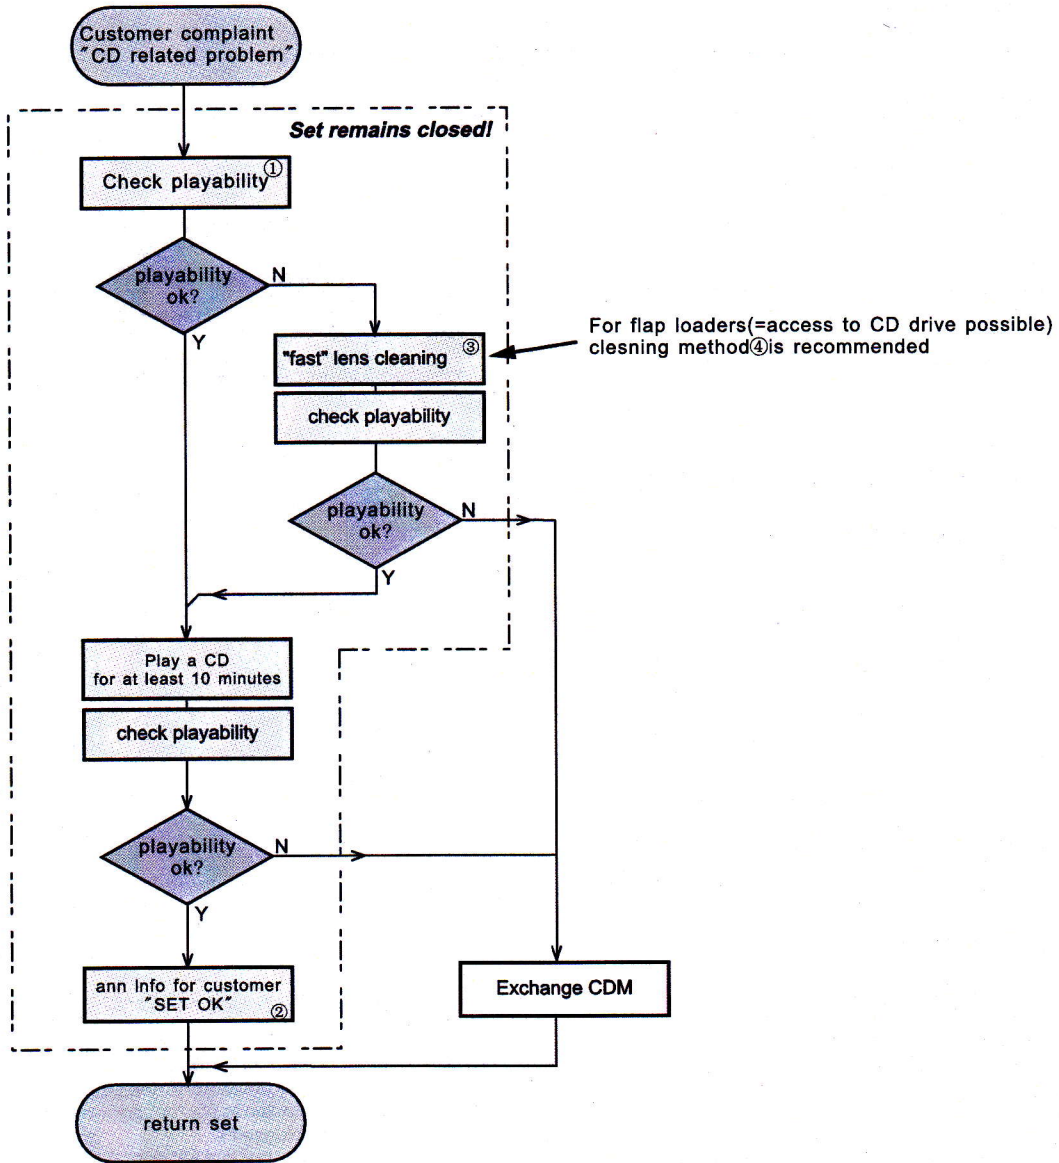 Customer complaint
"CD related problem"
Set remains closed!
Check playability ①
playability
ok?
N
Y
"fast" lens cleaning ③
For flap loaders(=access to CD drive possible)
clesning method④is recommended
check playability
playability
ok?
N
Y
Play a CD
for at least 10 minutes
check playability
playability
ok?
N
Y
ann Info for customer
"SET OK" ②
Exchange CDM
return set